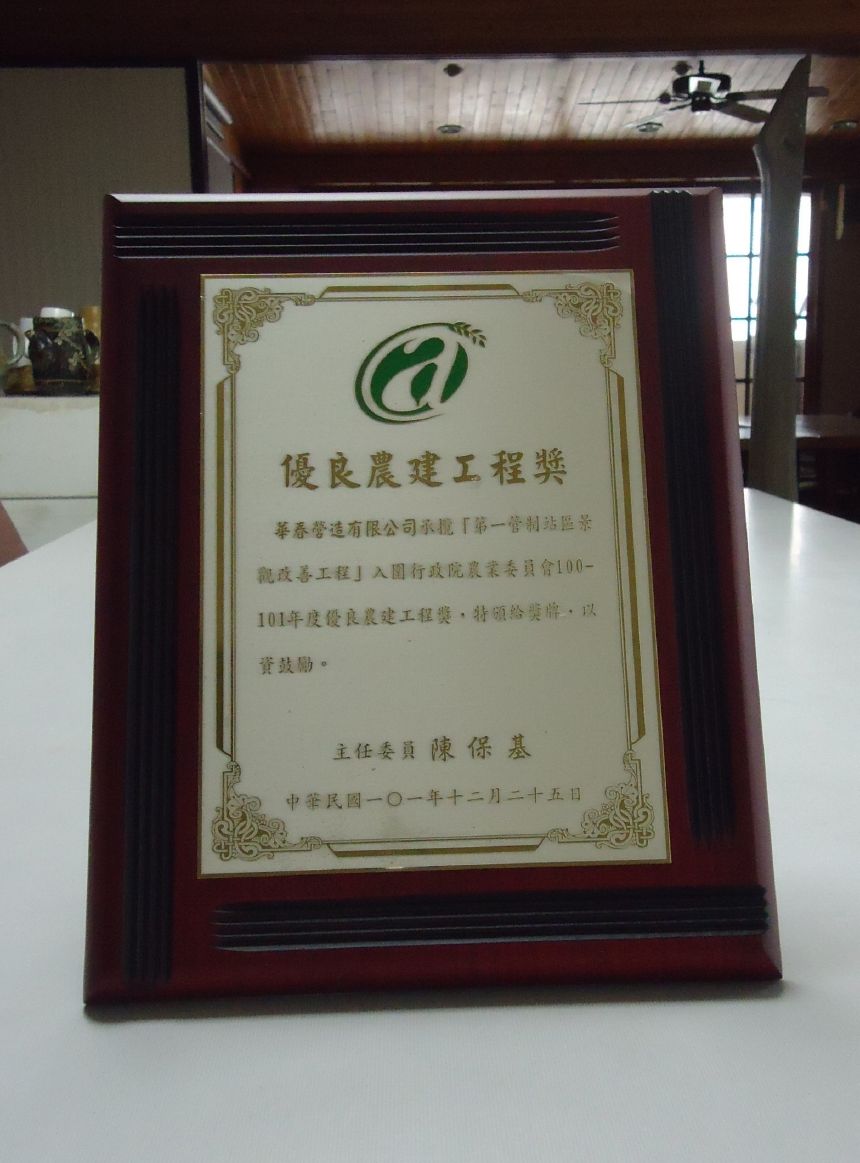 優良農建工程獎
華春營造有限公司承攬「第一管制站區景
觀改善工程」入圍行政院農業委員會100-
101年度優良農建工程獎，特頒給獎牌，以
資鼓勵。
主任委員 陳保基
中華民國一〇一年十二月二十五日